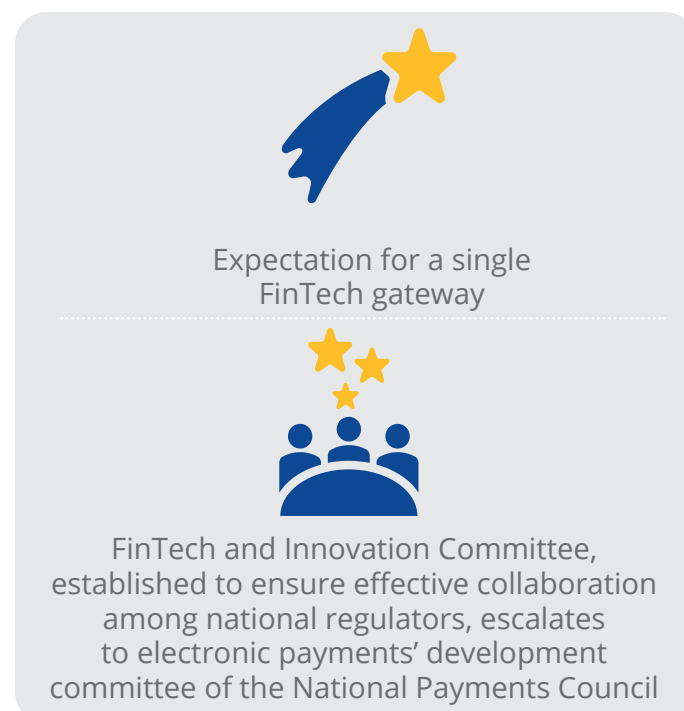 Expectation for a single
FinTech gateway
FinTech and Innovation Committee,
established to ensure effective collaboration
among national regulators, escalates
to electronic payments’ development
committee of the National Payments Council